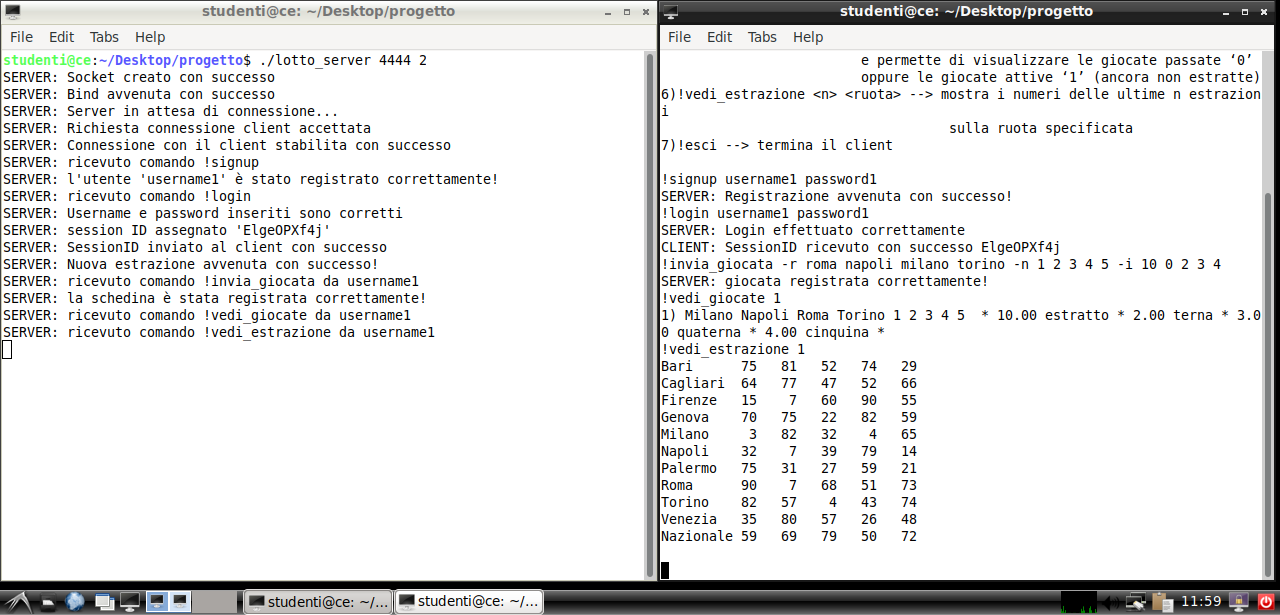 studenti@ce: ~/Desktop/progetto
File Edit Tabs Help
studenti@ce:~/Desktop/progetto$ ./lotto_server 4444 2
SERVER: Socket creato con successo
SERVER: Bind avvenuta con successo
SERVER: Server in attesa di connessione...
SERVER: Richiesta connessione client accettata
SERVER: Connessione con il client stabilita con successo
SERVER: ricevuto comando !signup
SERVER: l'utente 'username1' è stato registrato correttamente!
SERVER: ricevuto comando !login
SERVER: Username e password inseriti sono corretti
SERVER: session ID assegnato 'ElgeOPXf4j'
SERVER: SessionID inviato al client con successo
SERVER: Nuova estrazione avvenuta con successo!
SERVER: ricevuto comando !invia_giocata da username1
SERVER: la schedina è stata registrata correttamente!
SERVER: ricevuto comando !vedi_giocate da username1
SERVER: ricevuto comando !vedi_estrazione da username1
studenti@ce: ~/Desktop/progetto
File Edit Tabs Help
e permette di visualizzare le giocate passate ‘0’
oppure le giocate attive ‘1’ (ancora non estratte)
6)!vedi_estrazione <n> <ruota> --> mostra i numeri delle ultime n estrazion
i
sulla ruota specificata
7)!esci --> termina il client
!signup username1 password1
SERVER: Registrazione avvenuta con successo!
!login username1 password1
SERVER: Login effettuato correttamente
CLIENT: SessionID ricevuto con successo ElgeOPXf4j
!invia_giocata -r roma napoli milano torino -n 1 2 3 4 5 -i 10 0 2 3 4
SERVER: giocata registrata correttamente!
!vedi_giocate 1
1) Milano Napoli Roma Torino 1 2 3 4 5  * 10.00 estratto * 2.00 terna * 3.0
0 quaterna * 4.00 cinquina *
!vedi_estrazione 1
Bari 75 81 52 74 29
Cagliari 64 77 47 52 66
Firenze 15 7 60 90 55
Genova 70 75 22 82 59
Milano 3 82 32 4 65
Napoli 32 7 39 79 14
Palermo 75 31 27 59 21
Roma 90 7 68 51 73
Torino 82 57 4 43 74
Venezia 35 80 57 26 48
Nazionale 59 69 79 50 72
studenti@ce: ~/...
studenti@ce: ~/...
11:59